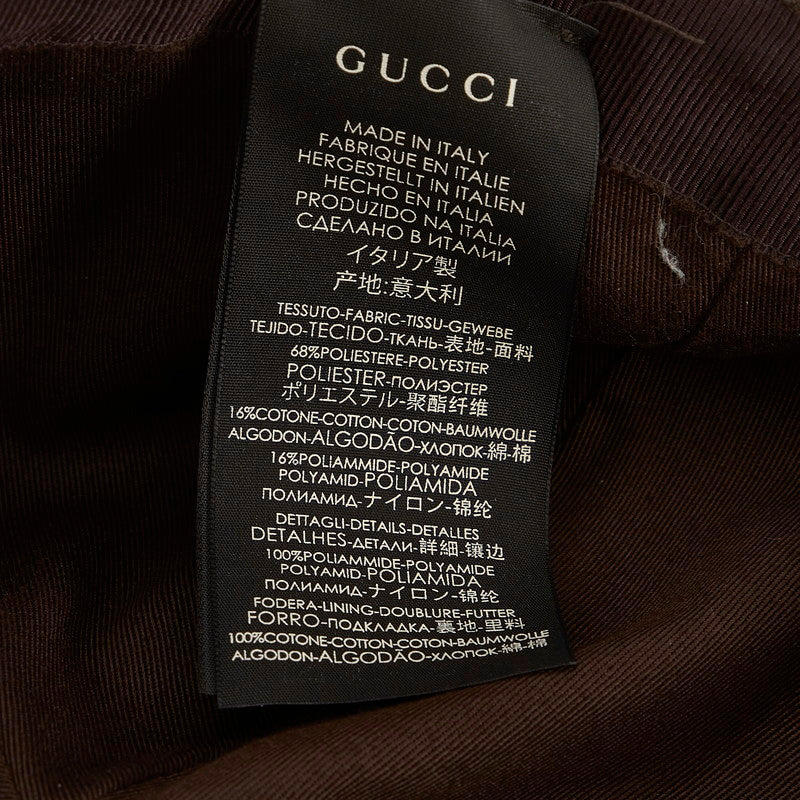 GUCCI
MADE IN ITALY
FABRIQUE EN ITALIE
HERGESTELLT IN ITALIEN
HECHO EN ITALIA
PRODUZIDO NA ITALIA
СДЕЛАНО В ИТАЛИИ
イタリア製
产地:意大利
TESSUTO-FABRIC-TISSU-GEWEBE
TEJIDO-TECIDO-ТКАНЬ-表地-面料
68%POLIESTERE-POLYESTER
POLIESTER-ПОЛИЭСТЕР
ポリエステル-聚酯纤维
16%COTONE-COTTON-COTON-BAUMWOLLE
ALGODON-ALGODÃO-ХЛОПОК-綿-棉
16%POLIAMMIDE-POLYAMIDE
POLYAMID-POLIAMIDA
ПОЛИАМИД-ナイロン-锦纶
DETTAGLI-DETAILS-DETALLES
DETALHES-ДЕТАЛИ-詳細-镶边
100%POLIAMMIDE-POLYAMIDE
POLYAMID-POLIAMIDA
ПОЛИАМИД-ナイロン-锦纶
FODERA-LINING-DOUBLURE-FUTTER
FORRO-ПОДКЛАДКА-裏地-里料
100%COTONE-COTTON-COTON-BAUMWOLLE
ALGODON-ALGODÃO-ХЛОПОК-綿-棉